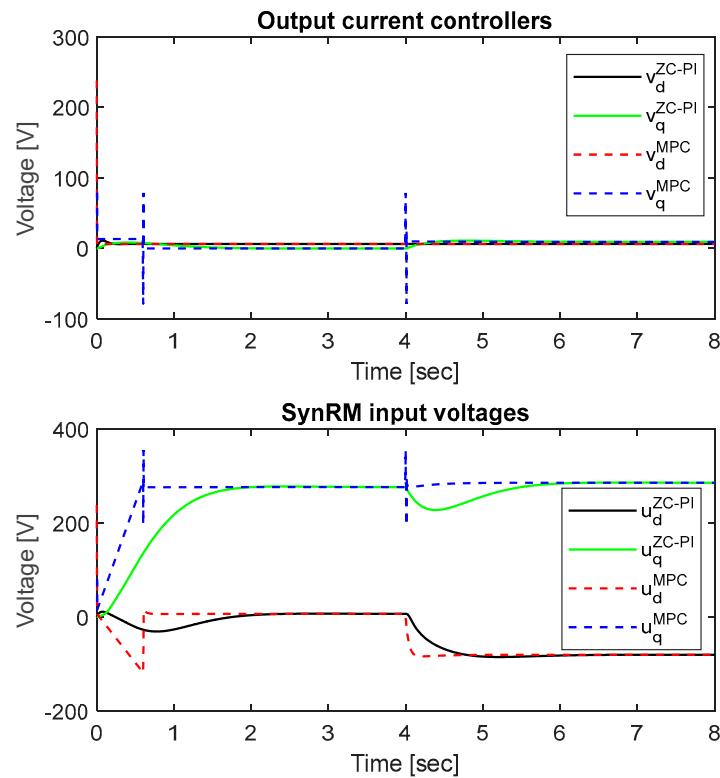 Output current controllers
300
200
100
0
-100
Voltage [V]
v_d^ZC-PI
v_q^ZC-PI
v_d^MPC
v_q^MPC
0 1 2 3 4 5 6 7 8
Time [sec]
SynRM input voltages
400
200
0
-200
Voltage [V]
u_d^ZC-PI
u_q^ZC-PI
u_d^MPC
u_q^MPC
0 1 2 3 4 5 6 7 8
Time [sec]